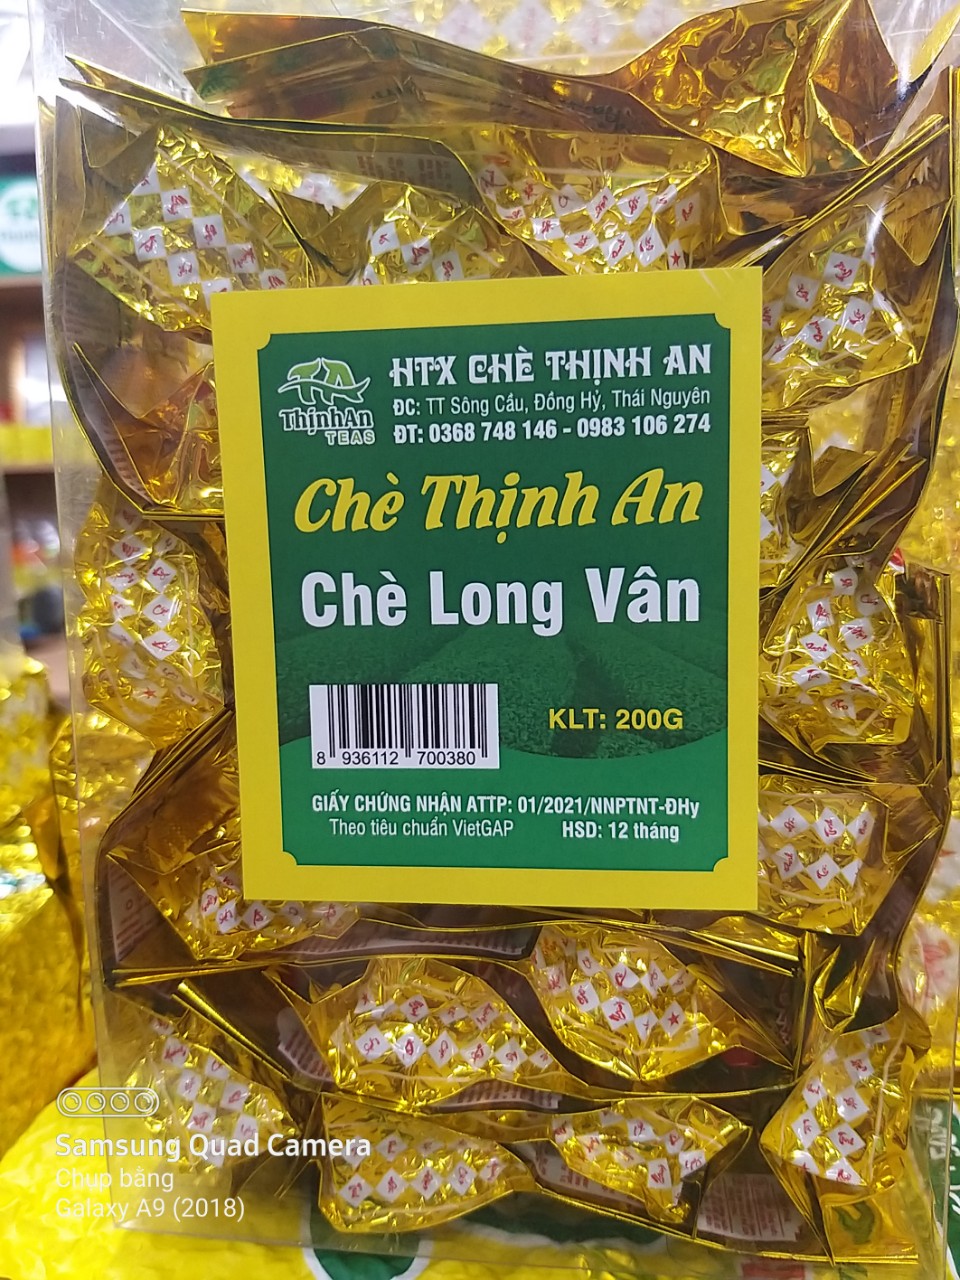 HTX CHÈ THỊNH AN
ThịnhAn
TEAS
ĐC: TT Sông Cầu, Đồng Hỷ, Thái Nguyên
ĐT: 0368 748 146 - 0983 106 274
Chè Thịnh An
Chè Long Vân
KLT: 200G
8 936112 700380
GIẤY CHỨNG NHẬN ATTP: 01/2021/NNPTNT-ĐHy
Theo tiêu chuẩn VietGAP HSD: 12 tháng
Samsung Quad Camera
Chụp bằng
Galaxy A9 (2018)